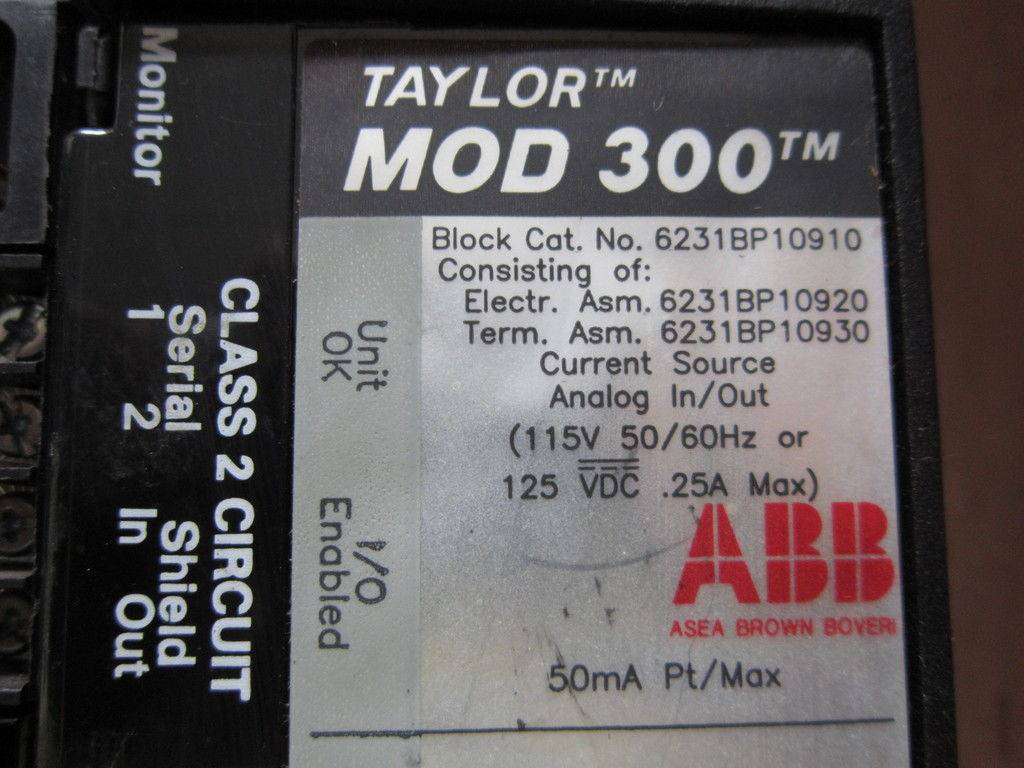 TAYLOR™
MOD 300™
Block Cat. No. 6231BP10910
Consisting of:
Electr. Asm. 6231BP10920
Term. Asm. 6231BP10930
Current Source
Analog In/Out
(115V 50/60Hz or
125 VDC .25A Max)
ABB
ASEA BROWN BOVERI
50mA Pt/Max
Unit
OK
I/O
Enabled
Monitor
CLASS 2 CIRCUIT
Serial
1 2
Shield
In Out